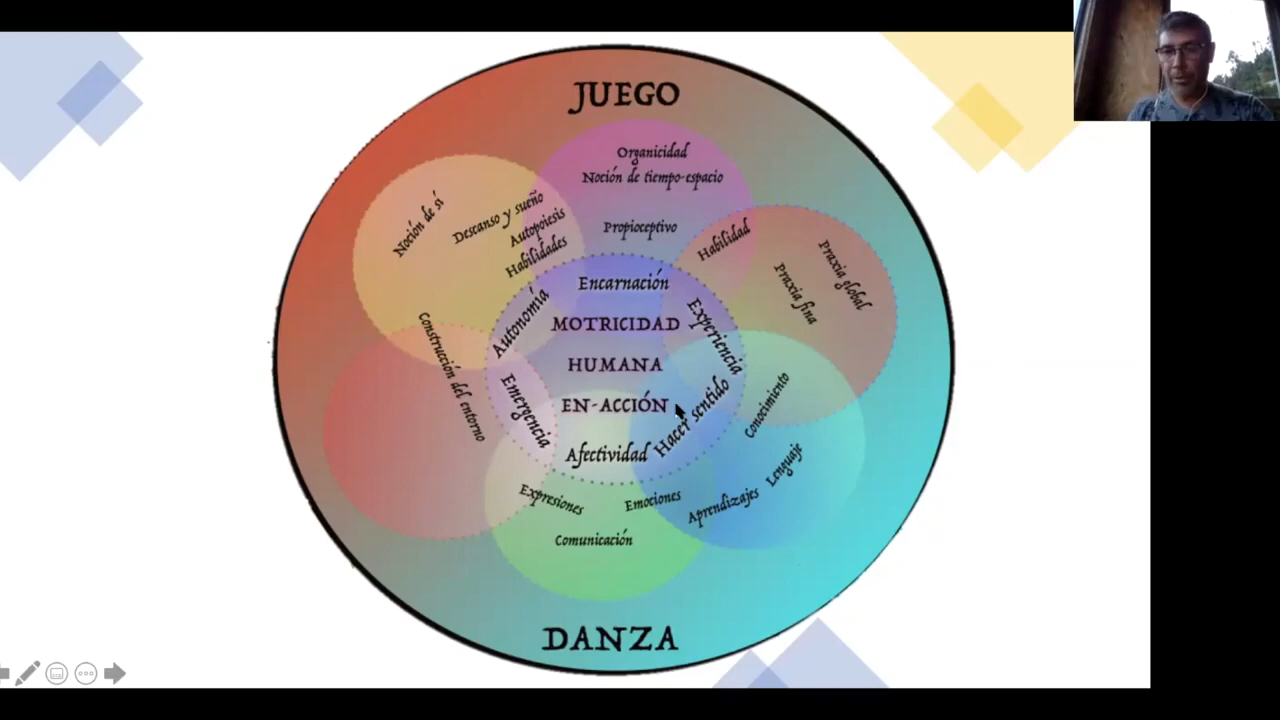 JUEGO
Organicidad
Noción de tiempo-espacio
Propioceptivo
Noción de sí
Descanso y sueño
Autopoiesis
Habilidades
Habilidad
Praxia global
Praxia fina
Encarnación
Autonomía
Experiencia
MOTRICIDAD
HUMANA
EN-ACCIÓN
Construcción del entorno
Emergencia
Hacer sentido
Afectividad
Conocimiento
Lenguaje
Aprendizajes
Expresiones
Emociones
Comunicación
DANZA